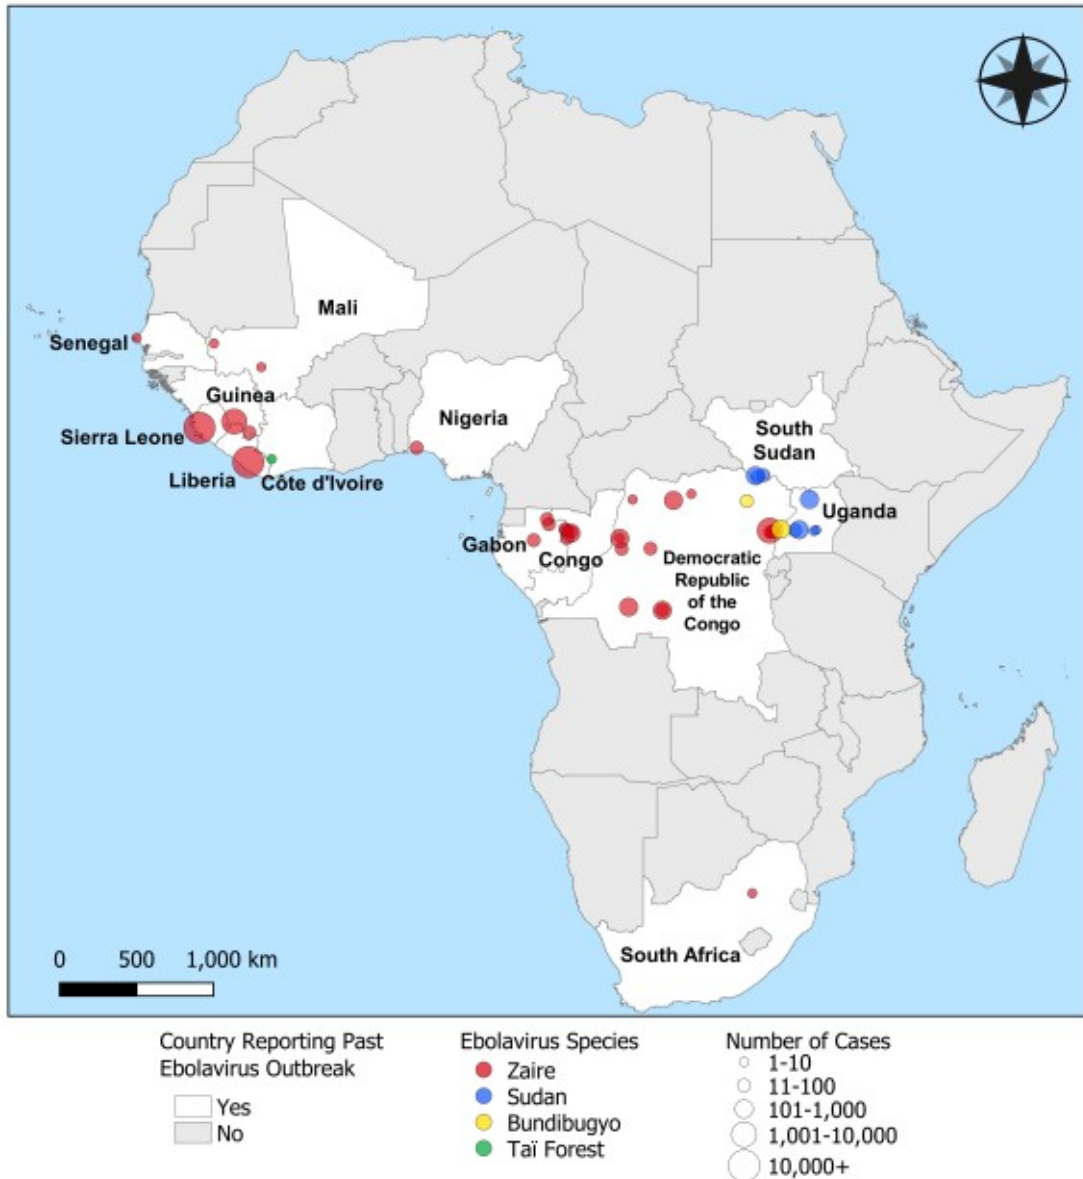 Mali
Senegal
Guinea
Nigeria
Sierra Leone
South
Sudan
Liberia
Côte d'Ivoire
Uganda
Gabon
Congo
Democratic
Republic
of the
Congo
South Africa
0 500 1,000 km
Country Reporting Past
Ebolavirus Outbreak
Yes
No
Ebolavirus Species
Zaire
Sudan
Bundibugyo
Taï Forest
Number of Cases
1-10
11-100
101-1,000
1,001-10,000
10,000+